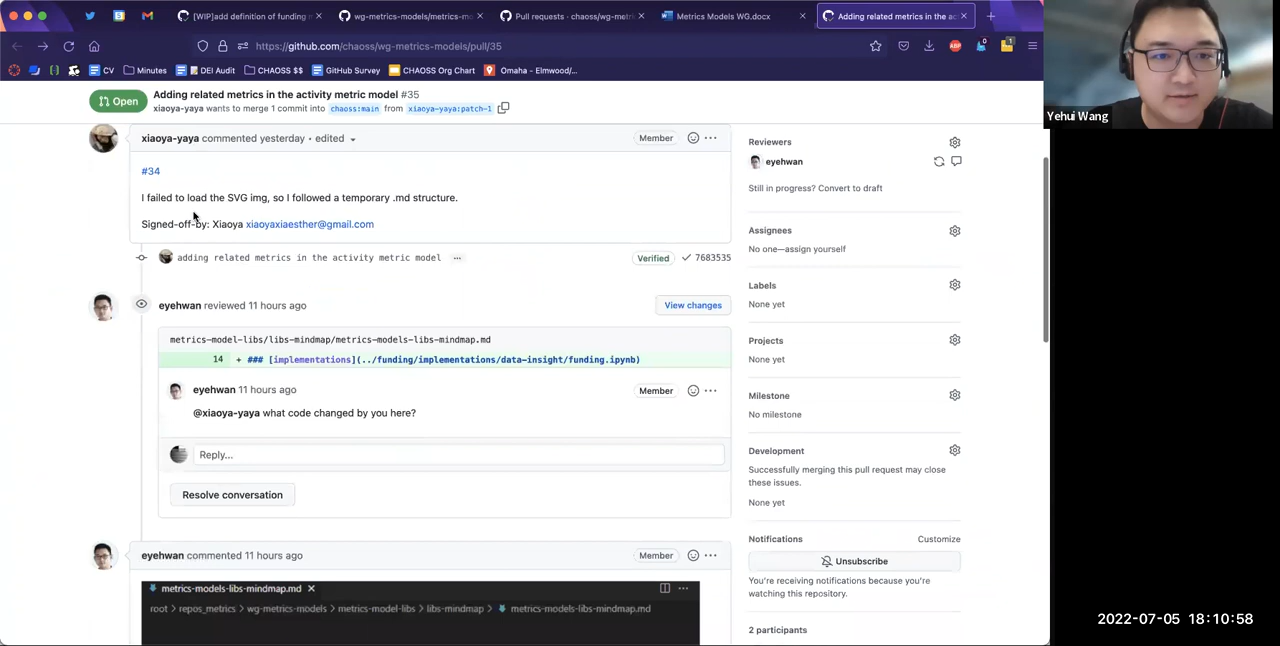 [WIP]add definition of funding
wg-metrics-models/metrics-mo
Pull requests · chaoss/wg-metric
Metrics Models WG.docx
Adding related metrics in the ac
https://github.com/chaoss/wg-metrics-models/pull/35
CV
Minutes
DEI Audit
CHAOSS $$
GitHub Survey
CHAOSS Org Chart
Omaha - Elmwood/...
Open
Adding related metrics in the activity metric model #35
xiaoya-yaya wants to merge 1 commit into chaoss:main from xiaoya-yaya:patch-1
Yehui Wang
xiaoya-yaya commented yesterday • edited
Member
#34
I failed to load the SVG img, so I followed a temporary .md structure.
Signed-off-by: Xiaoya xiaoyaxiaesther@gmail.com
adding related metrics in the activity metric model ...
Verified
7683535
eyehwan reviewed 11 hours ago
View changes
metrics-model-libs/libs-mindmap/metrics-models-libs-mindmap.md
14 + ### [implementations](../funding/implementations/data-insight/funding.ipynb)
eyehwan 11 hours ago
Member
@xiaoya-yaya what code changed by you here?
Reply...
Resolve conversation
eyehwan commented 11 hours ago
Member
metrics-models-libs-mindmap.md
root > repos_metrics > wg-metrics-models > metrics-model-libs > libs-mindmap > metrics-models-libs-mindmap.md
Reviewers
eyehwan
Still in progress? Convert to draft
Assignees
No one—assign yourself
Labels
None yet
Projects
None yet
Milestone
No milestone
Development
Successfully merging this pull request may close
these issues.
None yet
Notifications
Customize
Unsubscribe
You're receiving notifications because you're
watching this repository.
2 participants
2022-07-05 18:10:58